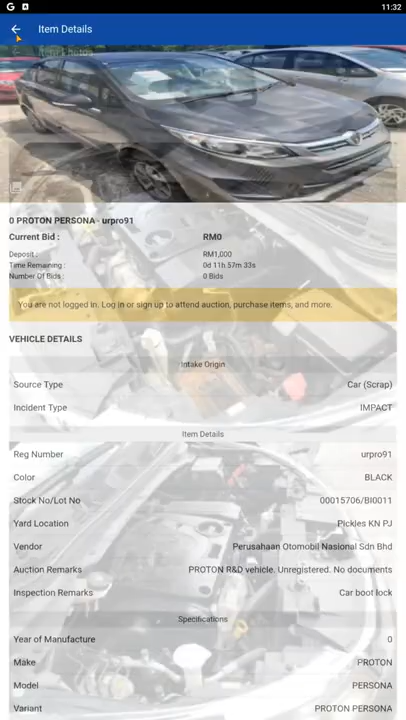 G A 11:32
Item Details
Item Photos
0 PROTON PERSONA- urpro91
Current Bid : RM0
Deposit : RM1,000
Time Remaining : 0d 11h 57m 33s
Number Of Bids : 0 Bids
You are not logged in. Log in or sign up to attend auction, purchase items, and more.
VEHICLE DETAILS
Intake Origin
Source Type Car (Scrap)
Incident Type IMPACT
Item Details
Reg Number urpro91
Color BLACK
Stock No/Lot No 00015706/BI0011
Yard Location Pickles KN PJ
Vendor Perusahaan Otomobil Nasional Sdn Bhd
Auction Remarks PROTON R&D vehicle. Unregistered. No documents
Inspection Remarks Car boot lock
Specifications
Year of Manufacture 0
Make PROTON
Model PERSONA
Variant PROTON PERSONA